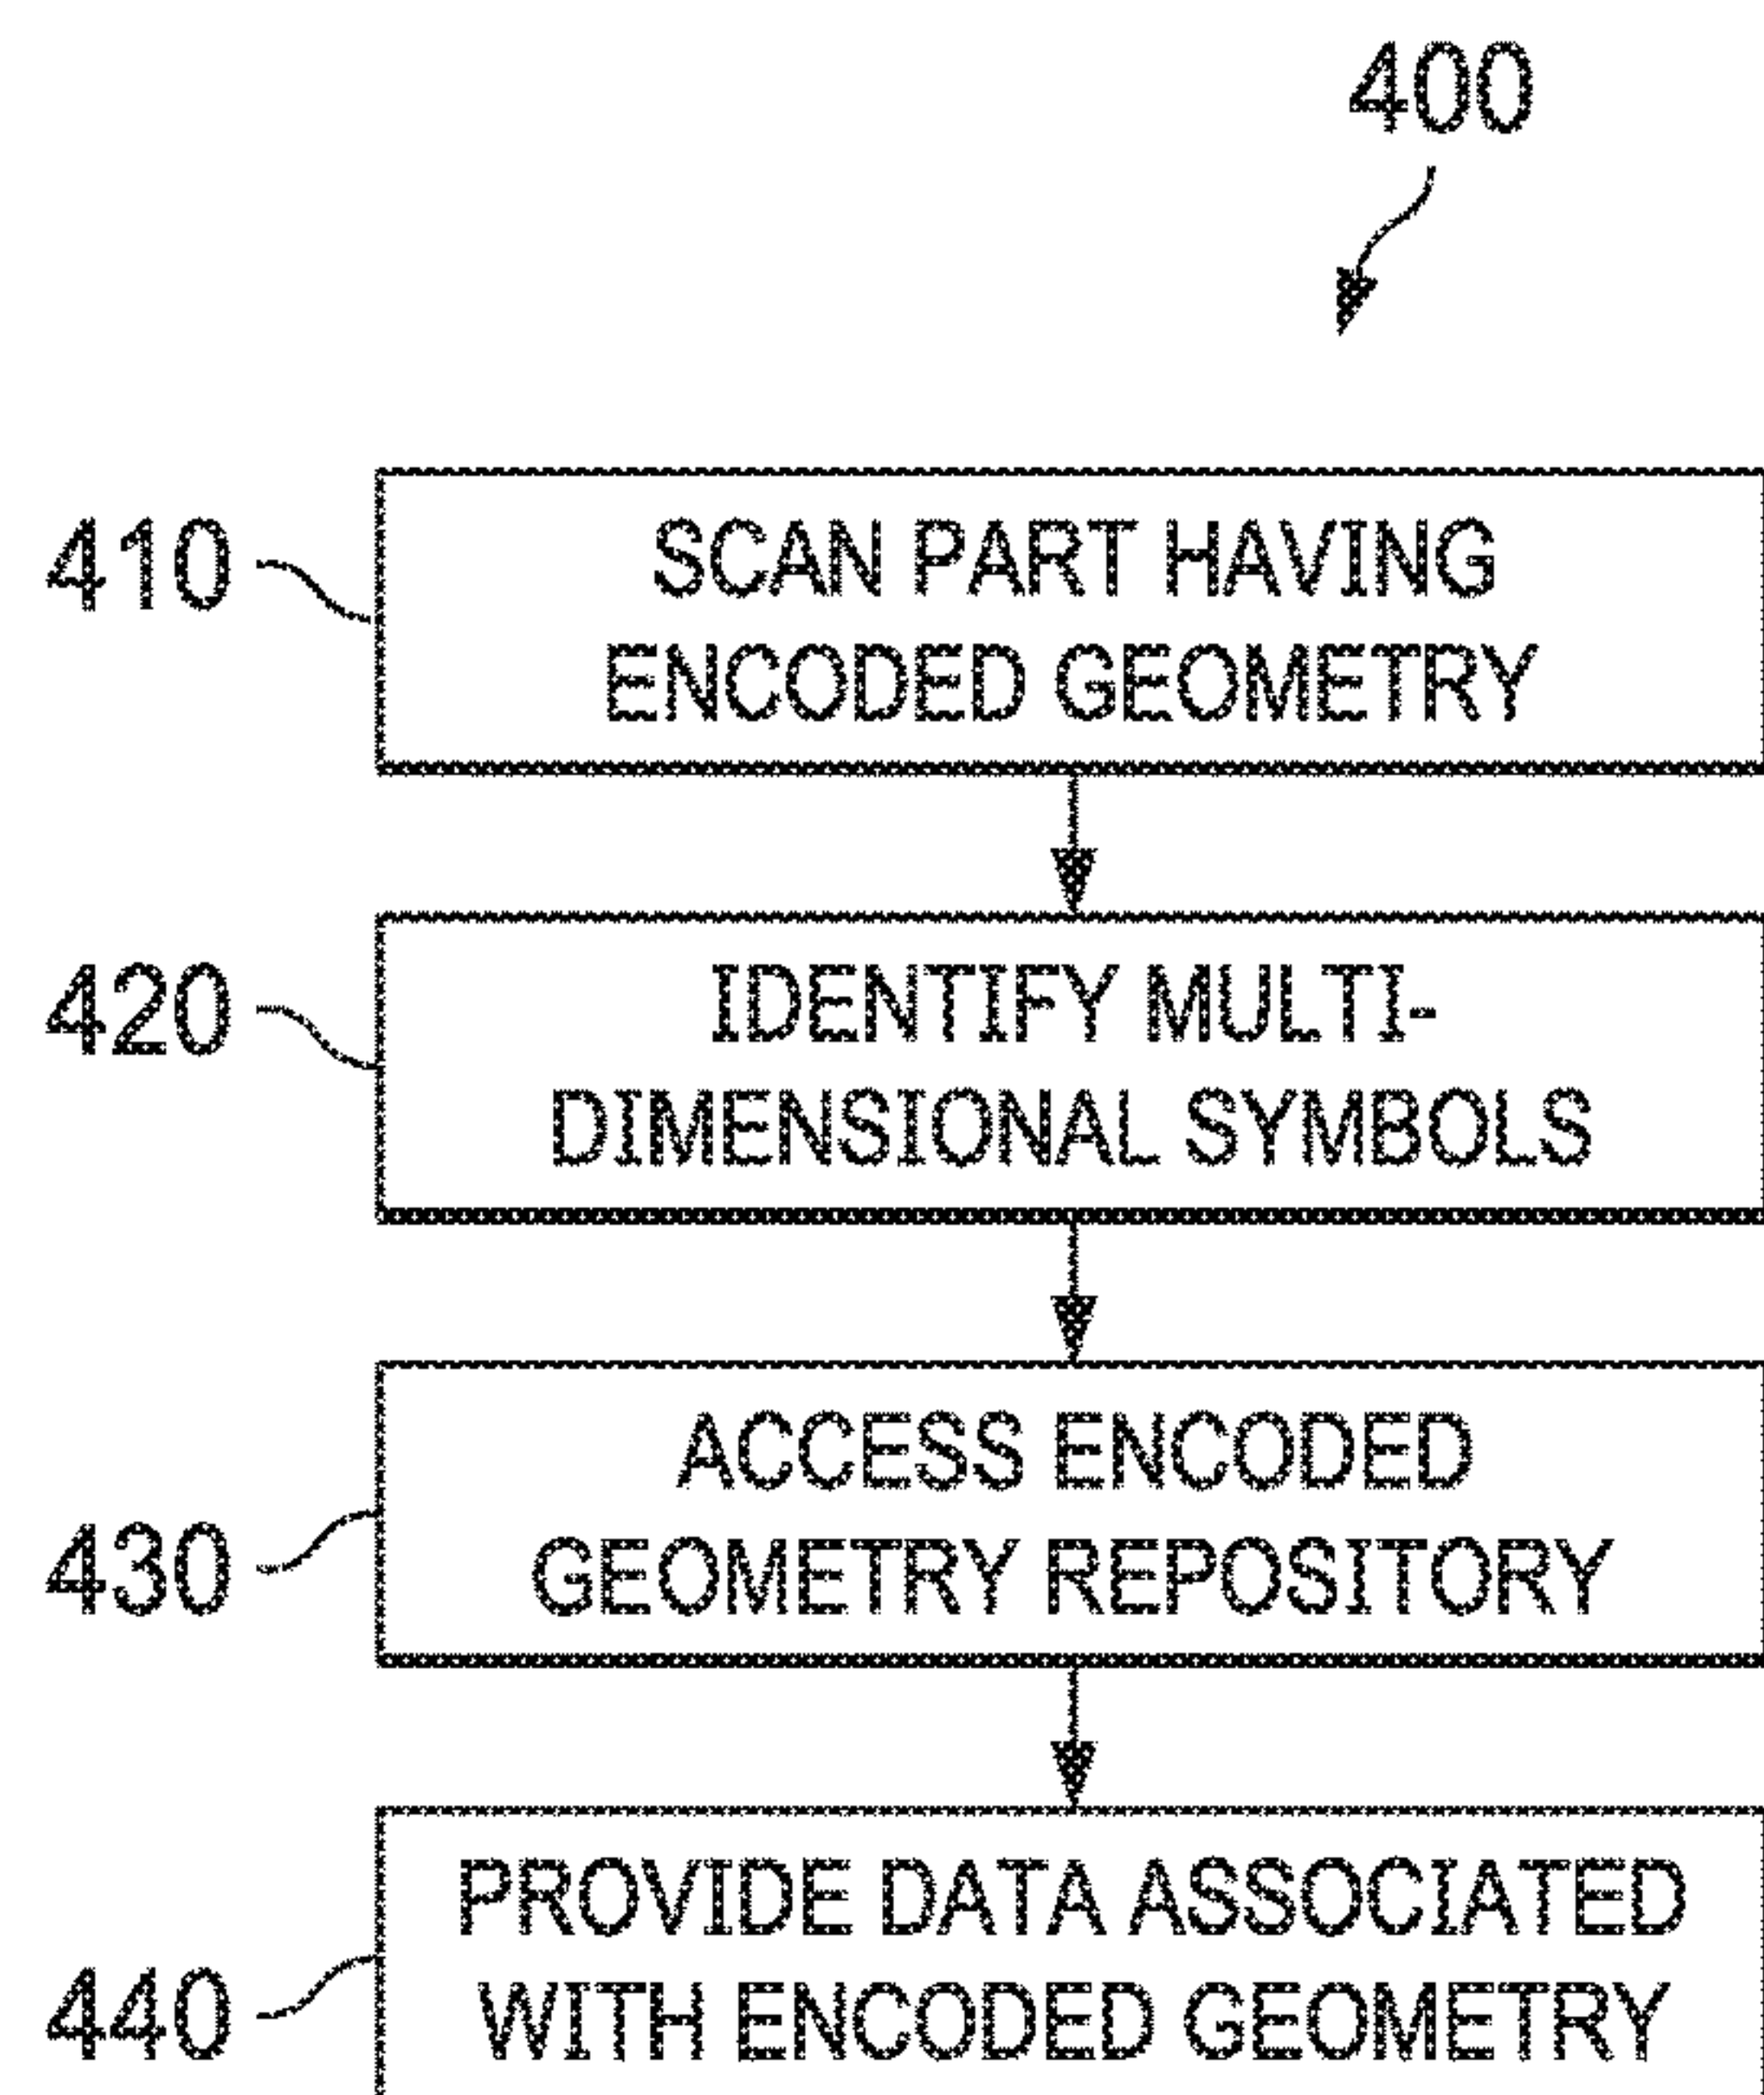 400
410
SCAN PART HAVING
ENCODED GEOMETRY
420
IDENTIFY MULTI-
DIMENSIONAL SYMBOLS
430
ACCESS ENCODED
GEOMETRY REPOSITORY
440
PROVIDE DATA ASSOCIATED
WITH ENCODED GEOMETRY